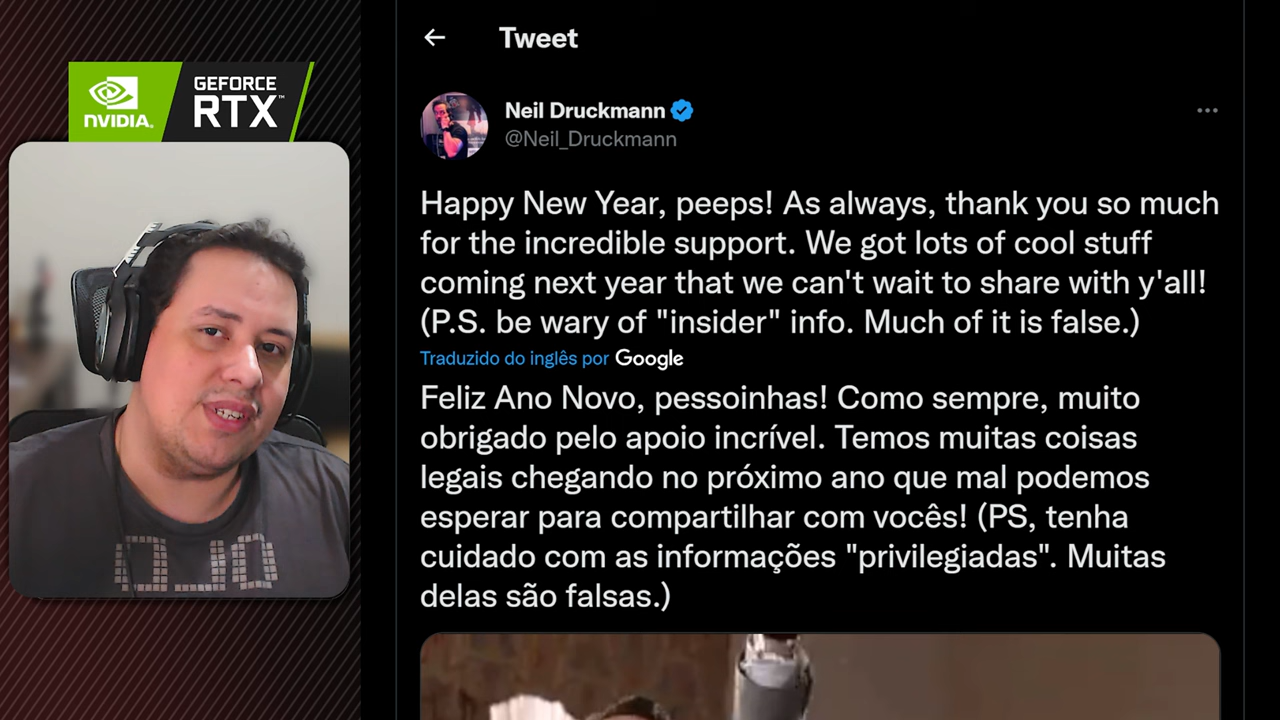 Tweet
NVIDIA.
GEFORCE
RTX™
Neil Druckmann
@Neil_Druckmann
Happy New Year, peeps! As always, thank you so much
for the incredible support. We got lots of cool stuff
coming next year that we can't wait to share with y'all!
(P.S. be wary of "insider" info. Much of it is false.)
Traduzido do inglês por Google
Feliz Ano Novo, pessoinhas! Como sempre, muito
obrigado pelo apoio incrível. Temos muitas coisas
legais chegando no próximo ano que mal podemos
esperar para compartilhar com vocês! (PS, tenha
cuidado com as informações "privilegiadas". Muitas
delas são falsas.)